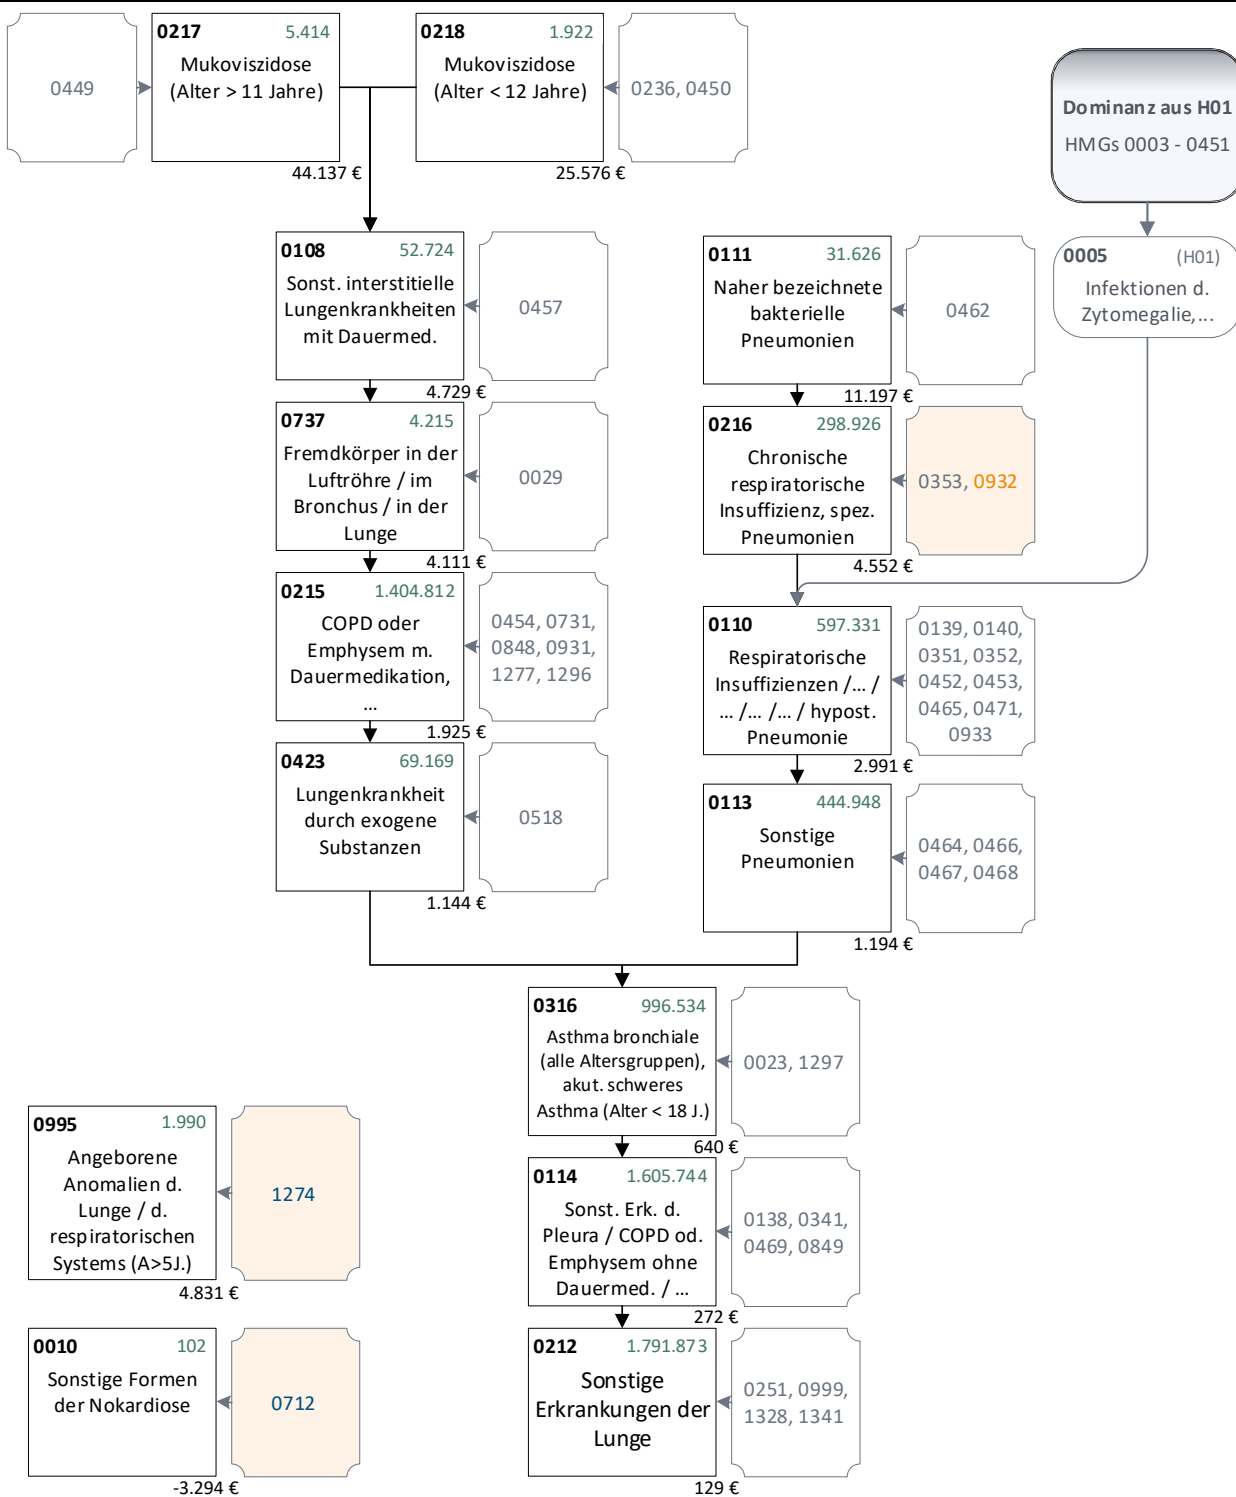 0449
0217 5.414
Mukoviszidose
(Alter > 11 Jahre)
44.137 €
0218 1.922
Mukoviszidose
(Alter < 12 Jahre)
25.576 €
0236, 0450
Dominanz aus H01
HMGs 0003 - 0451
0005 (H01)
Infektionen d.
Zytomegalie,...
0108 52.724
Sonst. interstitielle
Lungenkrankheiten
mit Dauermed.
4.729 €
0457
0737 4.215
Fremdkörper in der
Luftröhre / im
Bronchus / in der
Lunge
4.111 €
0029
0215 1.404.812
COPD oder
Emphysem m.
Dauermedikation,
...
1.925 €
0454, 0731,
0848, 0931,
1277, 1296
0423 69.169
Lungenkrankheit
durch exogene
Substanzen
1.144 €
0518
0111 31.626
Naher bezeichnete
bakterielle
Pneumonien
11.197 €
0462
0216 298.926
Chronische
respiratorische
Insuffizienz, spez.
Pneumonien
4.552 €
0353, 0932
0110 597.331
Respiratorische
Insuffizienzen /... /
... /... /... / hypost.
Pneumonie
2.991 €
0139, 0140,
0351, 0352,
0452, 0453,
0465, 0471,
0933
0113 444.948
Sonstige
Pneumonien
1.194 €
0464, 0466,
0467, 0468
0316 996.534
Asthma bronchiale
(alle Altersgruppen),
akut. schweres
Asthma (Alter < 18 J.)
640 €
0023, 1297
0114 1.605.744
Sonst. Erk. d.
Pleura / COPD od.
Emphysem ohne
Dauermed. / ...
272 €
0138, 0341,
0469, 0849
0212 1.791.873
Sonstige
Erkrankungen der
Lunge
129 €
0251, 0999,
1328, 1341
0995 1.990
Angeborene
Anomalien d.
Lunge / d.
respiratorischen
Systems (A>5J.)
4.831 €
1274
0010 102
Sonstige Formen
der Nokardiose
-3.294 €
0712